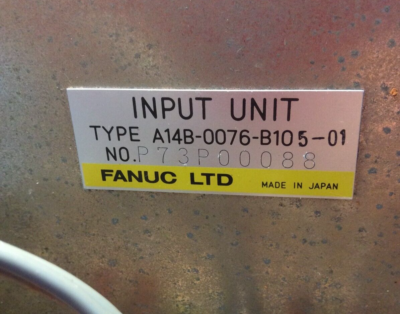 INPUT UNIT
TYPE A14B-0076-B105-01
NO.P73P00088
FANUC LTD MADE IN JAPAN